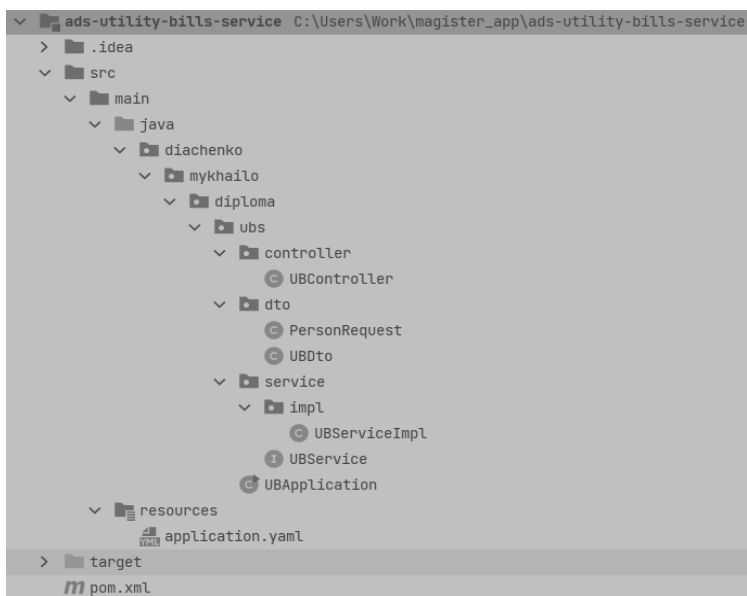 ads-utility-bills-service C:\Users\Work\magister_app\ads-utility-bills-service
.idea
src
main
java
diachenko
mykhailo
diploma
ubs
controller
C UBController
dto
C PersonRequest
C UBDto
service
impl
C UBServiceImpl
I UBService
C UBApplication
resources
YML application.yaml
target
m pom.xml